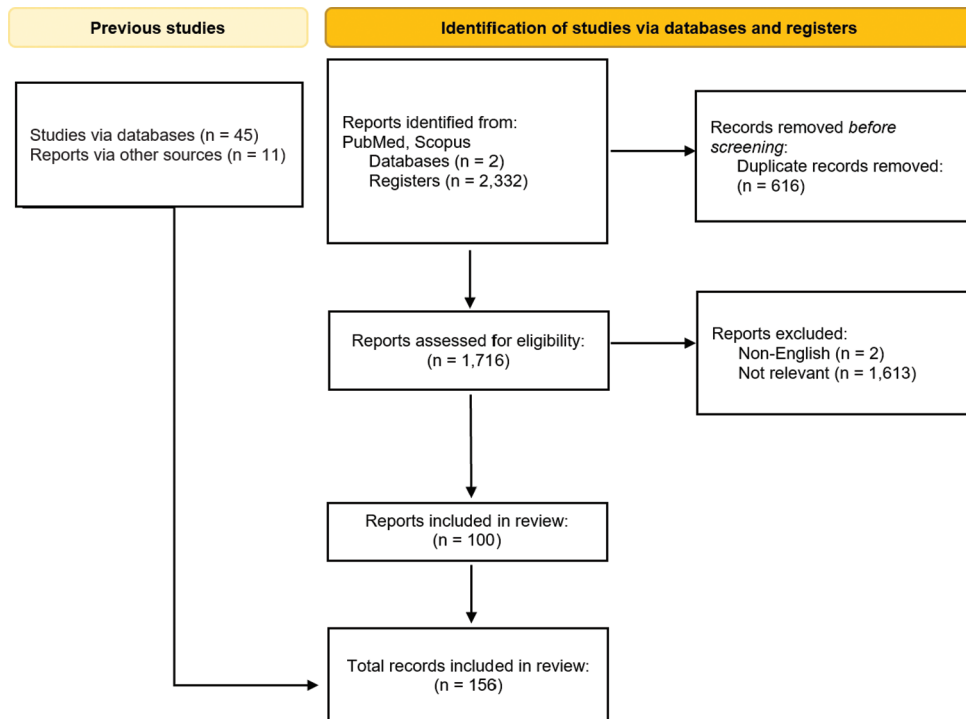 Previous studies
Identification of studies via databases and registers
Studies via databases (n = 45)
Reports via other sources (n = 11)
Reports identified from:
PubMed, Scopus
Databases (n = 2)
Registers (n = 2,332)
Records removed before
screening:
Duplicate records removed:
(n = 616)
Reports assessed for eligibility:
(n = 1,716)
Reports excluded:
Non-English (n = 2)
Not relevant (n = 1,613)
Reports included in review:
(n = 100)
Total records included in review:
(n = 156)